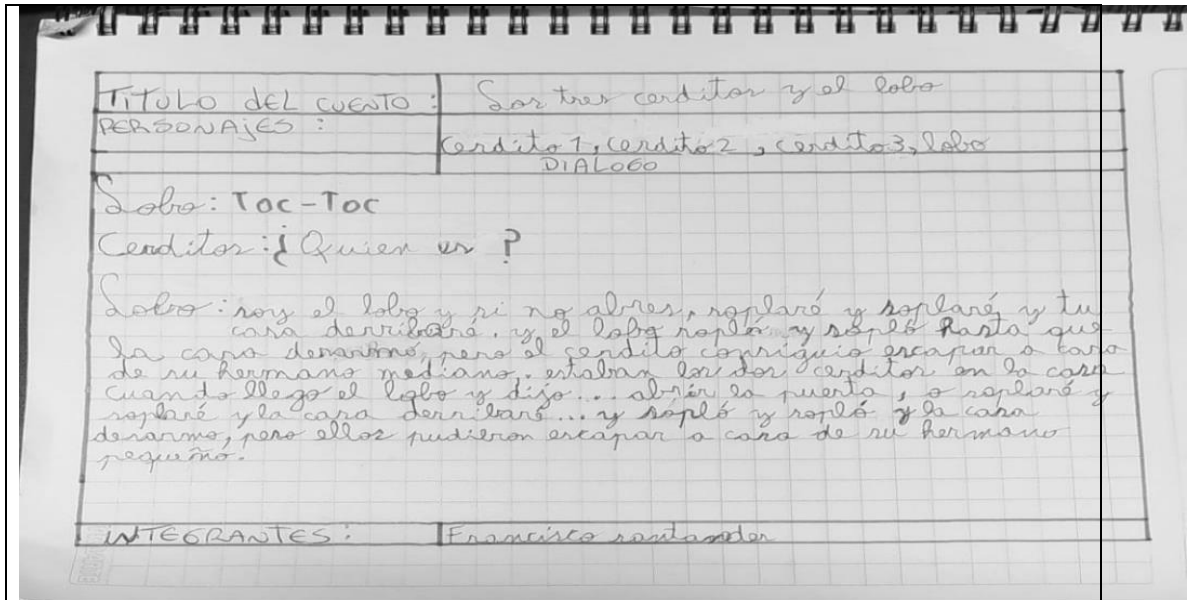 TíTULO dEL CUENTO : Los tres cerditos y el lobo
PERSONAJES :
Cerdito 1, Cerdito 2, cerdito 3, lobo
DIALOGO
Lobo: Toc-Toc
Cerditos: ¿Quien es ?
Lobo: soy el lobo y si no abres, soplaré y soplaré y tu
casa derribaré. y el lobo sopló y sopló hasta que
la casa desarmó, pero el cerdito consiguio escapar a casa
de su hermano mediano. estaban los dos cerditos en la casa
cuando llego el lobo y dijo... abrir la puerta, o soplaré y
soplaré y la casa derribaré... y sopló y sopló y la casa
desarmo, pero ellos pudieron escapar a casa de su hermano
pequeño.
iNTEGRANTES: Francisco santander